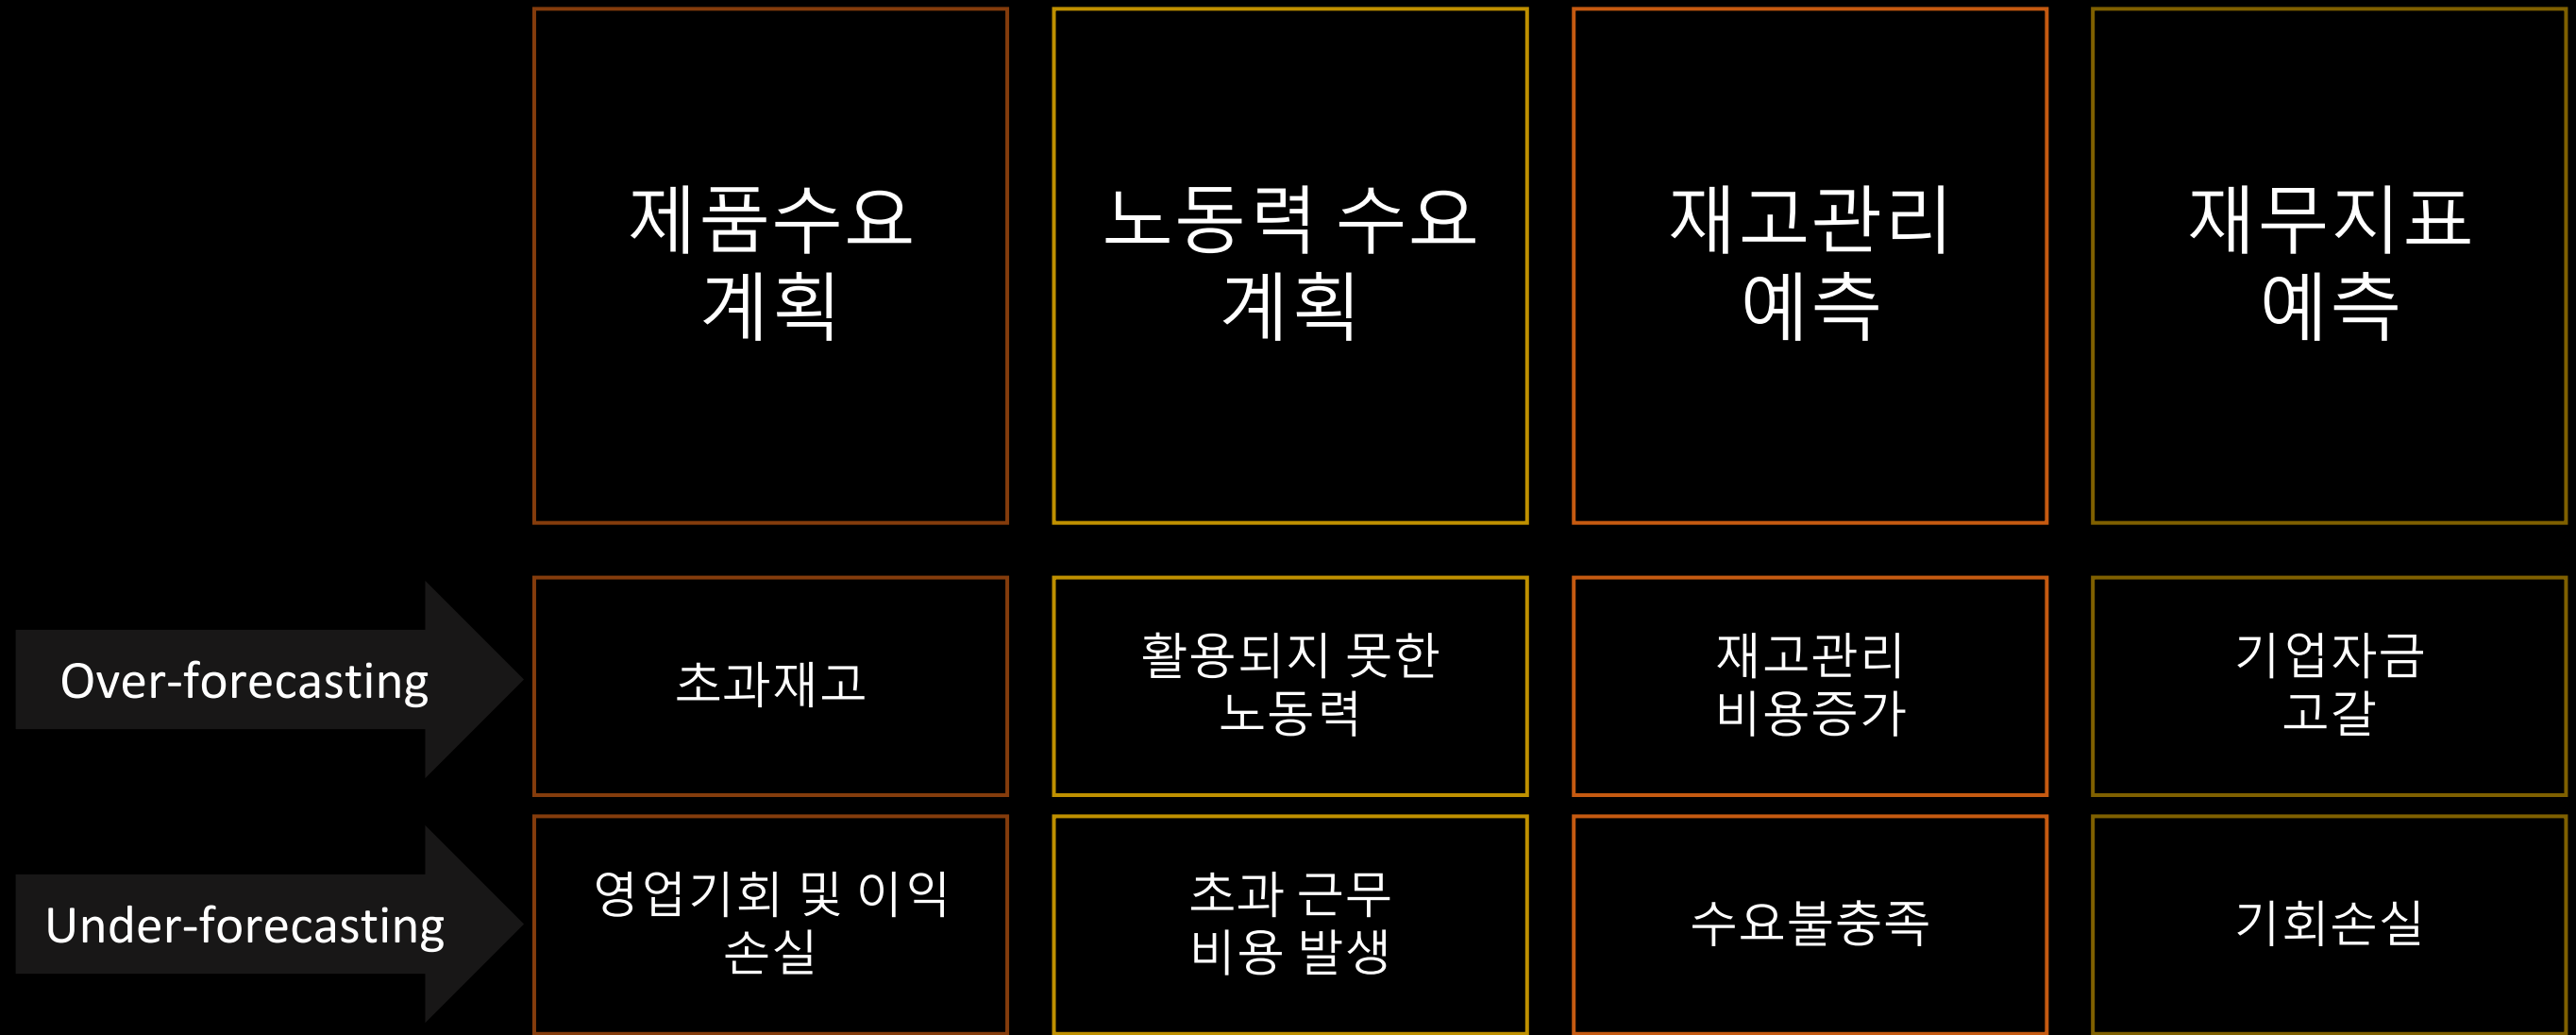 제품수요
계획
노동력 수요
계획
재고관리
예측
재무지표
예측
Over-forecasting
초과재고
활용되지 못한
노동력
재고관리
비용증가
기업자금
고갈
Under-forecasting
영업기회 및 이익
손실
초과 근무
비용 발생
수요불충족
기회손실